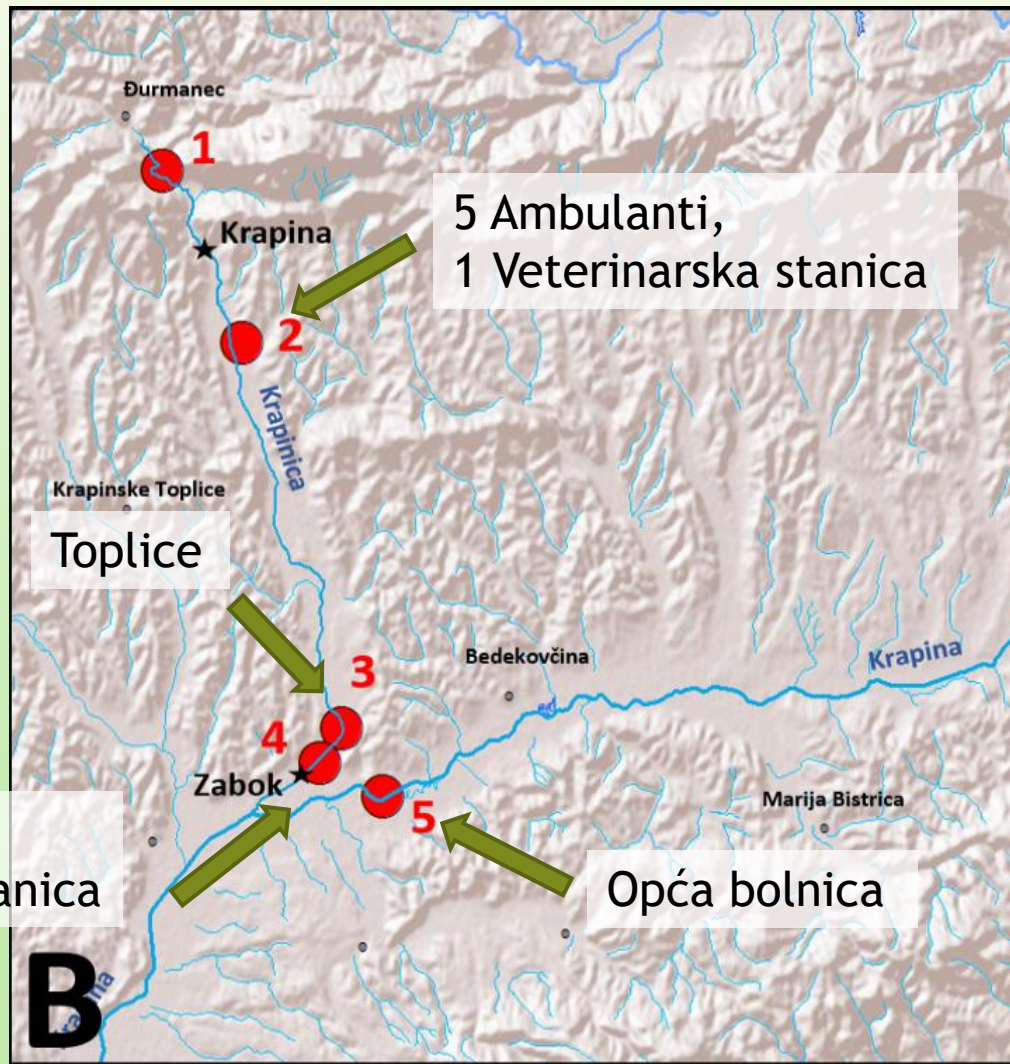 Đurmanec
1
Krapina
5 Ambulanti,
1 Veterinarska stanica
2
Krapinica
Krapinske Toplice
Toplice
3
Bedekovčina
Krapina
4
Zabok
5
Marija Bistrica
anica
Opća bolnica
B